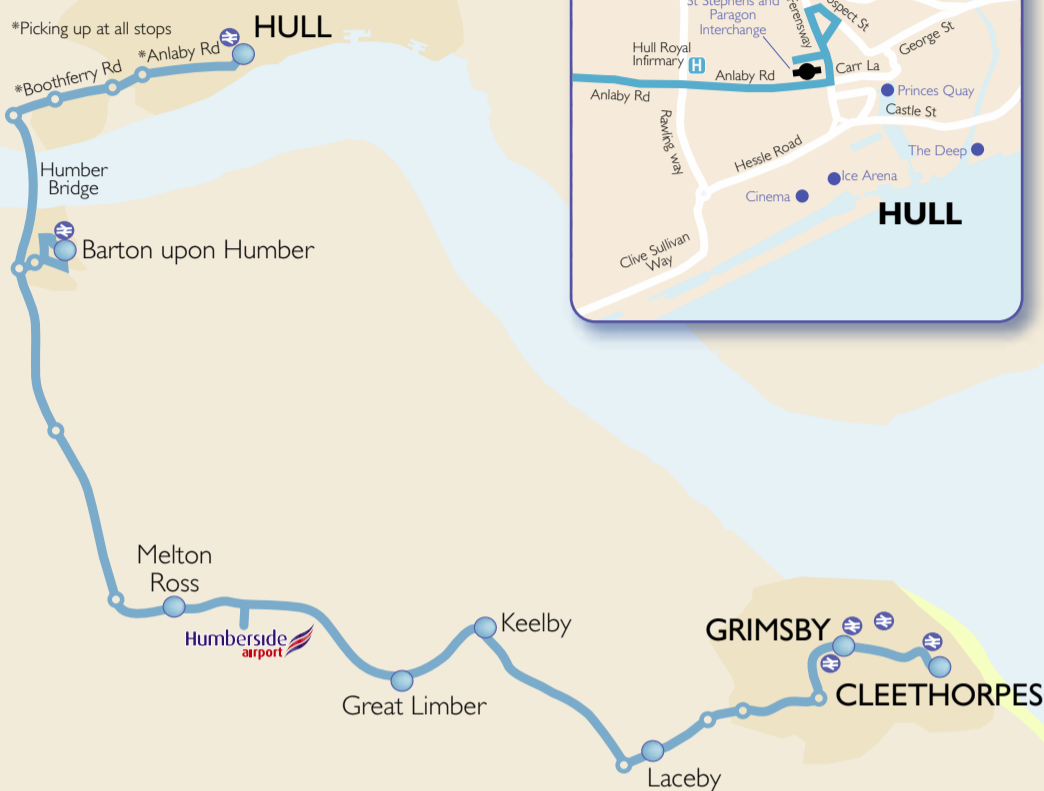 *Picking up at all stops
HULL
*Anlaby Rd
*Boothferry Rd
Humber
Bridge
Barton upon Humber
Melton
Ross
Humberside
airport
Great Limber
Keelby
Laceby
GRIMSBY
CLEETHORPES
St Stephens and
Paragon
Interchange
Ferensway
George St
Hull Royal
Infirmary
H
Anlaby Rd
Carr La
Anlaby Rd
Princes Quay
Castle St
Rawling way
Hessle Road
The Deep
Ice Arena
Cinema
HULL
Clive Sullivan
Way